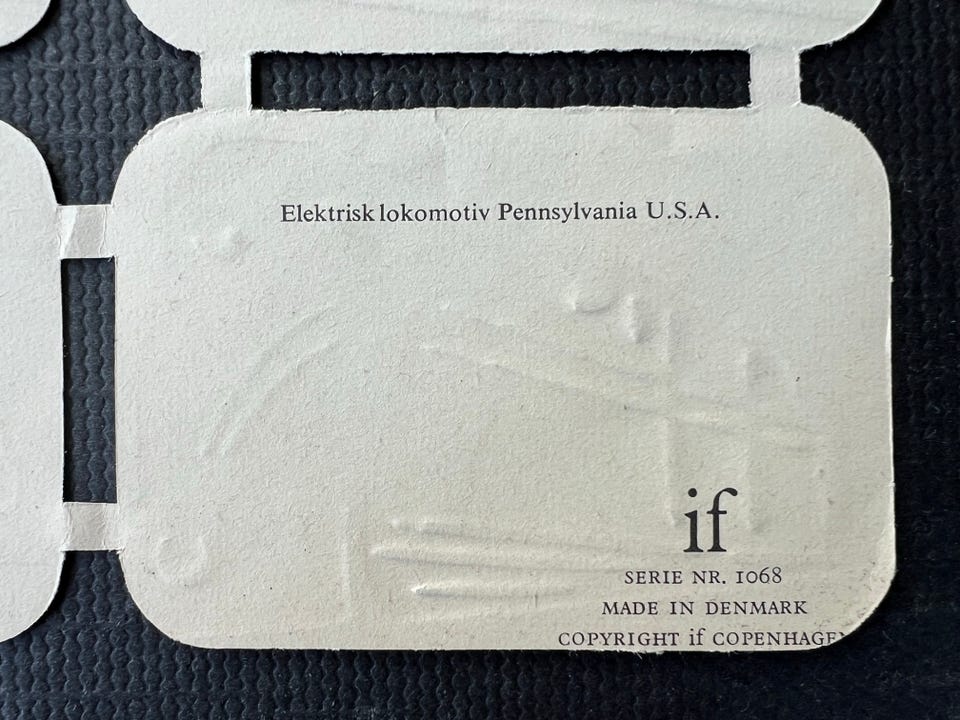 Elektrisk lokomotiv Pennsylvania U.S.A.
if
SERIE NR. 1068
MADE IN DENMARK
COPYRIGHT if COPENHAGEN